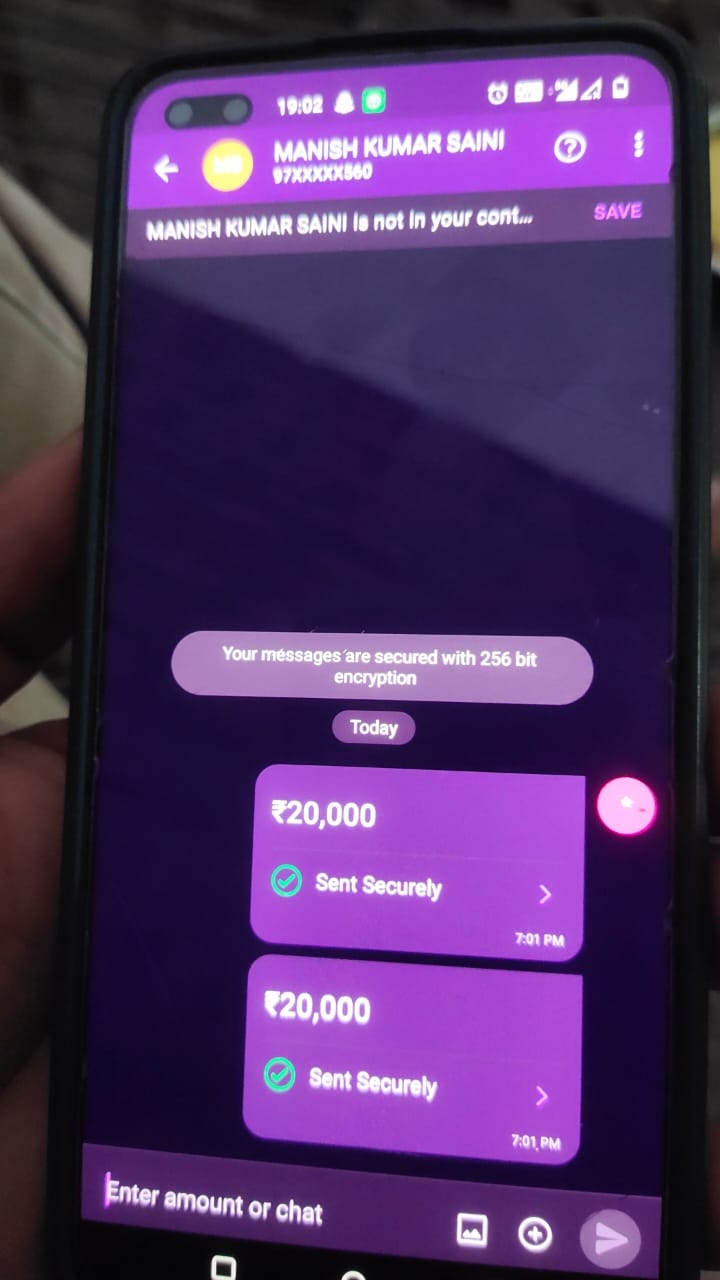 19:02
MANISH KUMAR SAINI
97XXXXX560
MANISH KUMAR SAINI is not in your cont...
SAVE
Your messages are secured with 256 bit
encryption
Today
₹20,000
Sent Securely
7:01 PM
₹20,000
Sent Securely
7:01 PM
Enter amount or chat